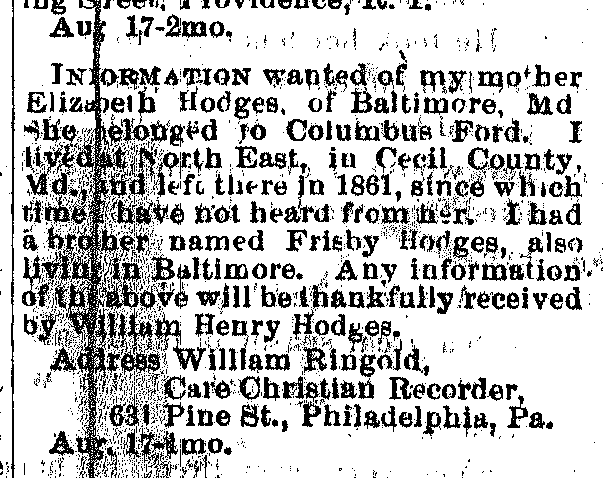 ing Street, Providence, R. I.
Aug 17-2mo.
INFORMATION wanted of my mother
Elizabeth Hodges, of Baltimore, Md
She belonged to Columbus Ford. I
lived at North East, in Cecil County,
Md., and left there in 1861, since which
time I have not heard from her. I had
a brother named Frisby Hodges, also
living in Baltimore. Any information
of the above will be thankfully received
by William Henry Hodges.
Address William Ringold,
Care Christian Recorder,
631 Pine St., Philadelphia, Pa.
Aug. 17-1mo.